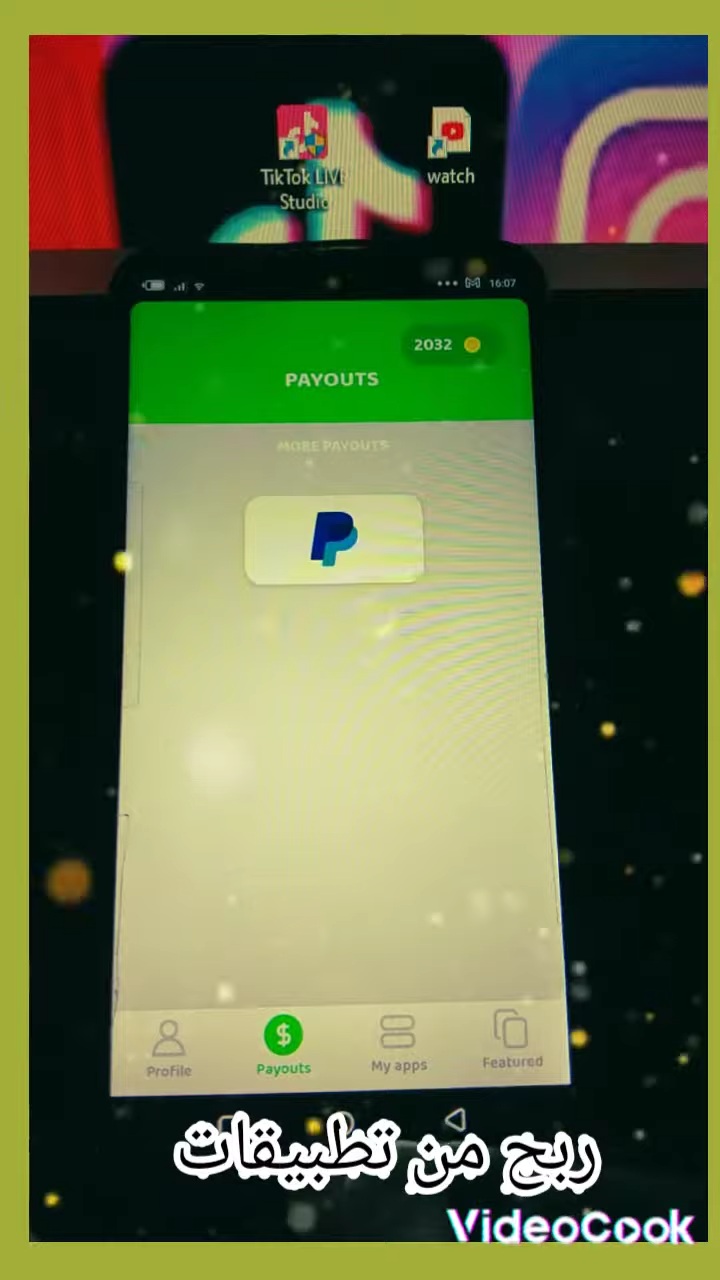 TikTok LIVE
Studio
watch
16:07
2032
PAYOUTS
MORE PAYOUTS
Profile
Payouts
My apps
Featured
ربح من تطبيقات
VideoCook